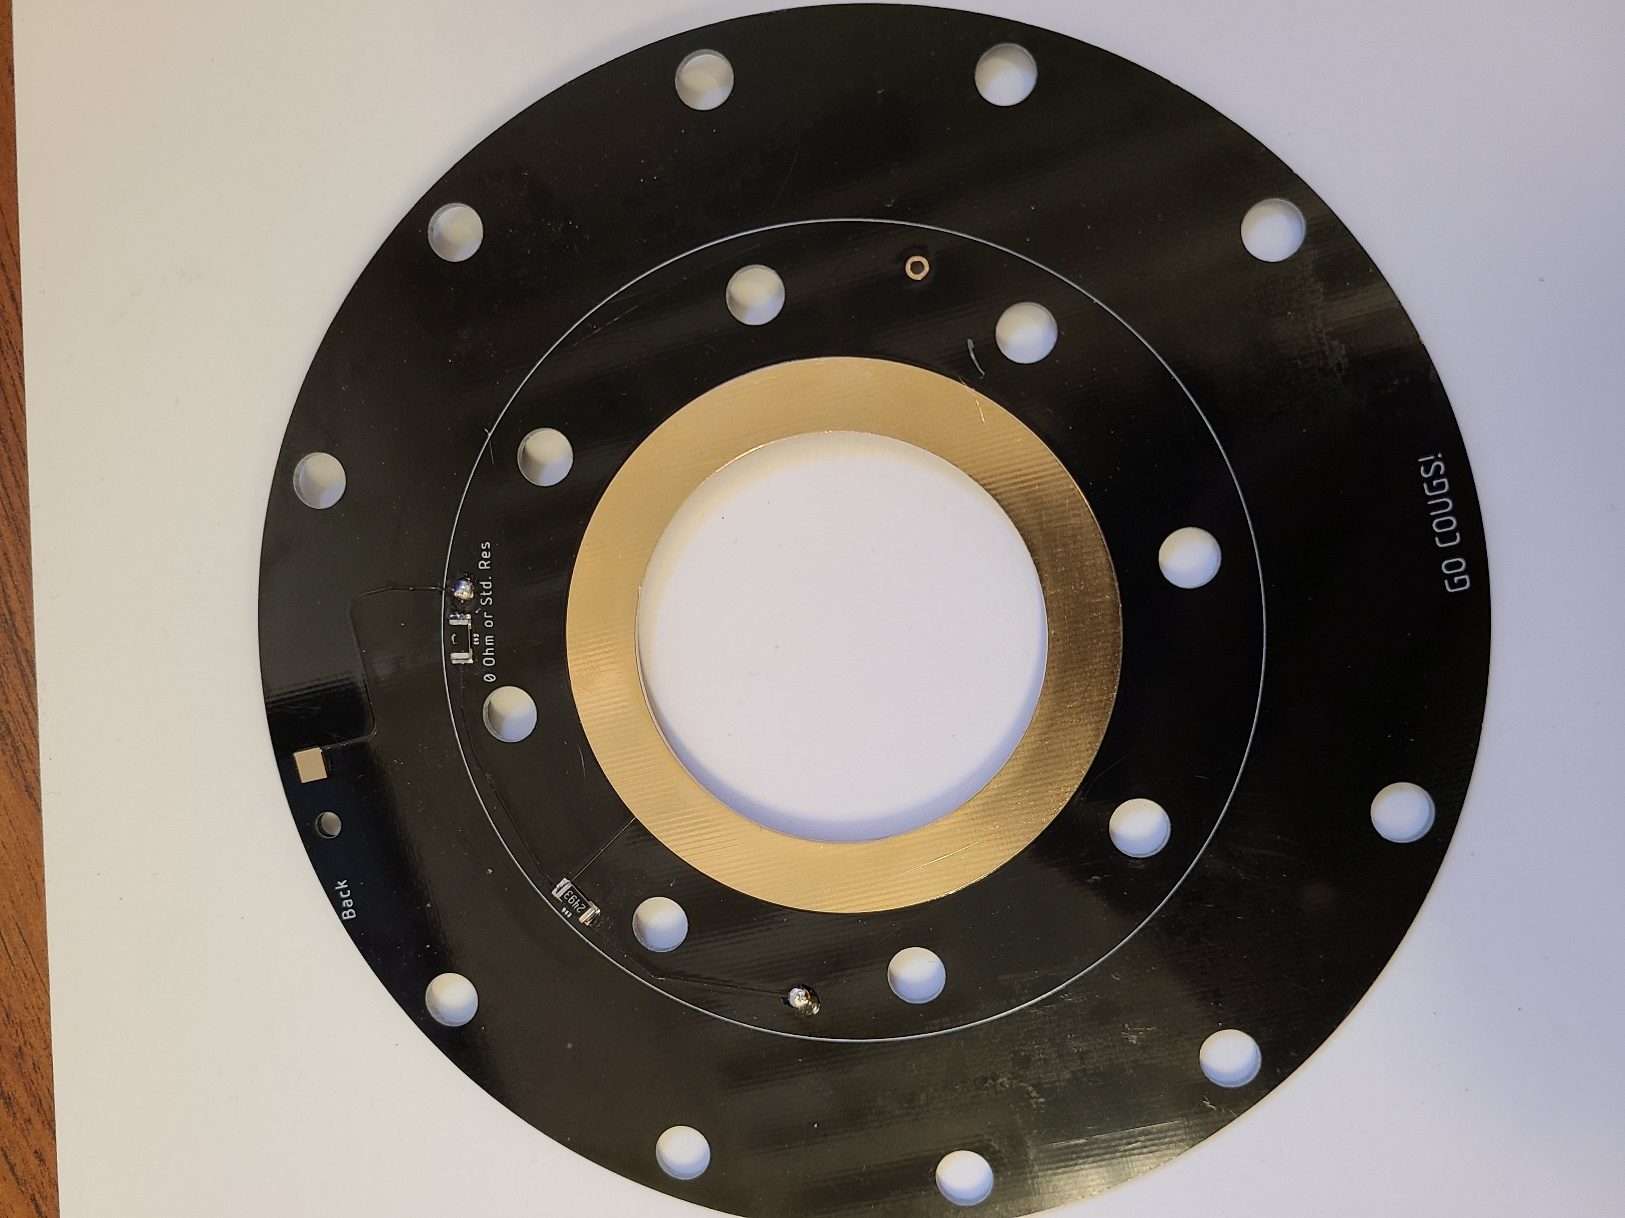 0 Ohm or Std. Res
GO COUGS!
Back
2493